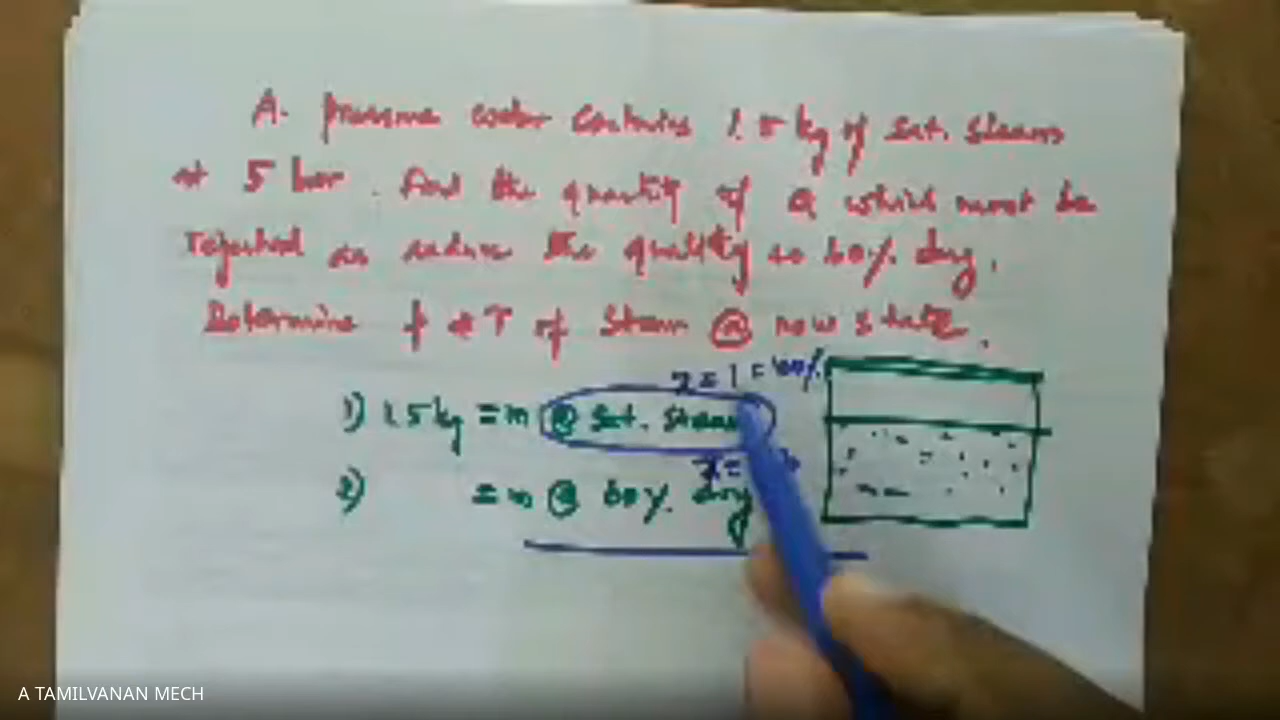 A. pressure cooker contains 1.5 kg of sat. steam
at 5 bar. find the quantity of Q which must be
rejected so reduce the quality to 60% dry.
Determine p & T of steam @ new state.
x = 1 = 100%
1) 1.5 kg = m @ sat. steam
x =
2) = m @ 60% dry
A TAMILVANAN MECH